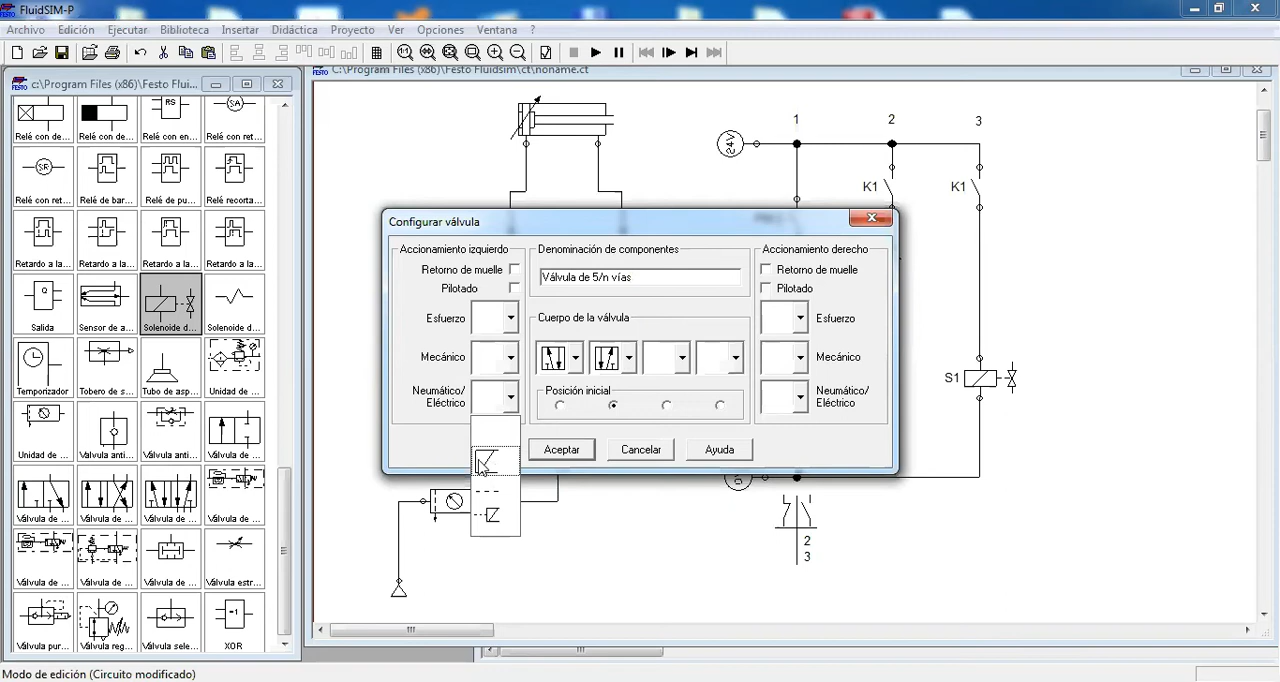 FluidSIM-P
Archivo Edición Ejecutar Biblioteca Insertar Didáctica Proyecto Ver Opciones Ventana ?
c:\Program Files (x86)\Festo Flui...
C:\Program Files (x86)\Festo Fluidsim\ct\noname.ct
RS
SA
Relé con de... Relé con de... Relé con en... Relé con ret...
SR
Relé con ret... Relé de bar... Relé de pu... Relé recorta...
Retardo a la... Retardo a la... Retardo a la... Retardo a la...
Salida Sensor de a... Solenoide d... Solenoide d...
Temporizador Tobero de s... Tubo de asp... Unidad de ...
Unidad de ... Válvula anti... Válvula anti... Válvula de ...
Válvula de ... Válvula de ... Válvula de ... Válvula de ...
Válvula de ... Válvula de ... Válvula de ... Válvula estr...
=1
Válvula pur... Válvula reg... Válvula sele... XOR
1 2 3
24V
K1 K1
S1
2
3
Configurar válvula
Accionamiento izquierdo
Retorno de muelle
Pilotado
Esfuerzo
Mecánico
Neumático/
Eléctrico
Denominación de componentes
Válvula de 5/n vías
Cuerpo de la válvula
Posición inicial
Accionamiento derecho
Retorno de muelle
Pilotado
Esfuerzo
Mecánico
Neumático/
Eléctrico
Aceptar Cancelar Ayuda
Modo de edición (Circuito modificado)